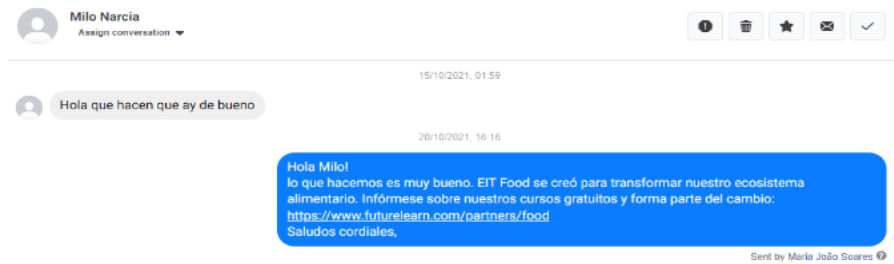 Milo Narcia
Assign conversation
15/10/2021, 01:59
Hola que hacen que ay de bueno
20/10/2021, 16:16
Hola Milo!
lo que hacemos es muy bueno. EIT Food se creó para transformar nuestro ecosistema
alimentario. Infórmese sobre nuestros cursos gratuitos y forma parte del cambio:
https://www.futurelearn.com/partners/food
Saludos cordiales,
Sent by Maria João Soares